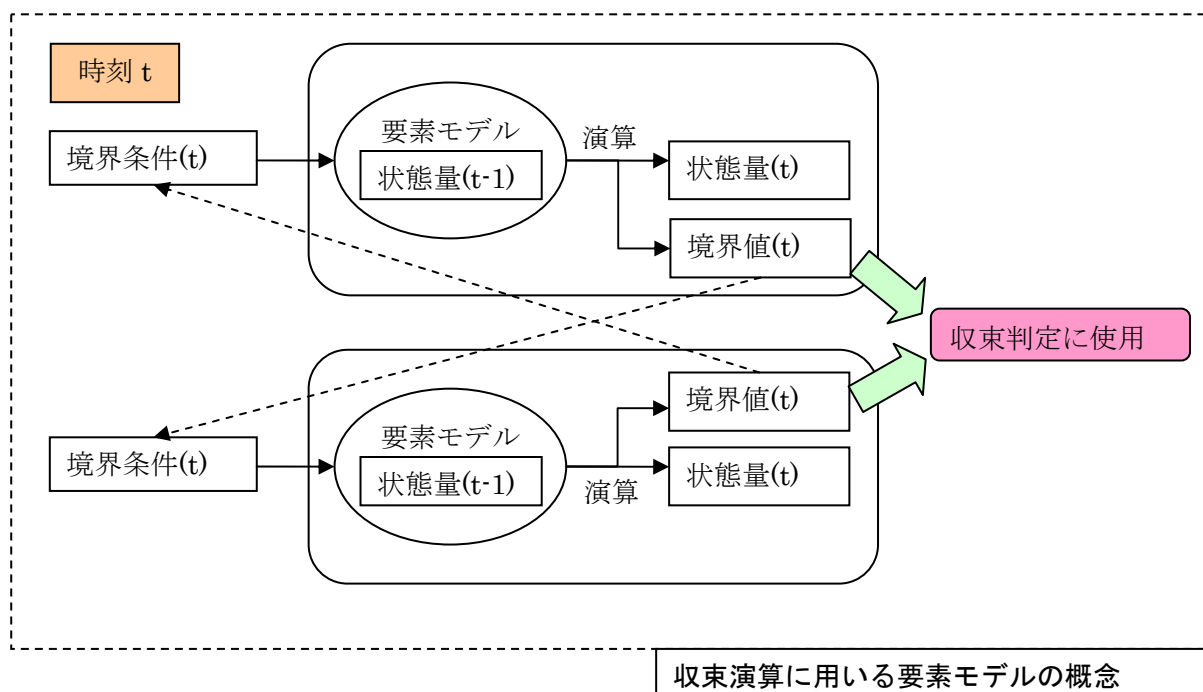 時刻 t
境界条件(t)
要素モデル
状態量(t-1)
演算
状態量(t)
境界値(t)
収束判定に使用
境界条件(t)
要素モデル
状態量(t-1)
演算
境界値(t)
状態量(t)
収束演算に用いる要素モデルの概念